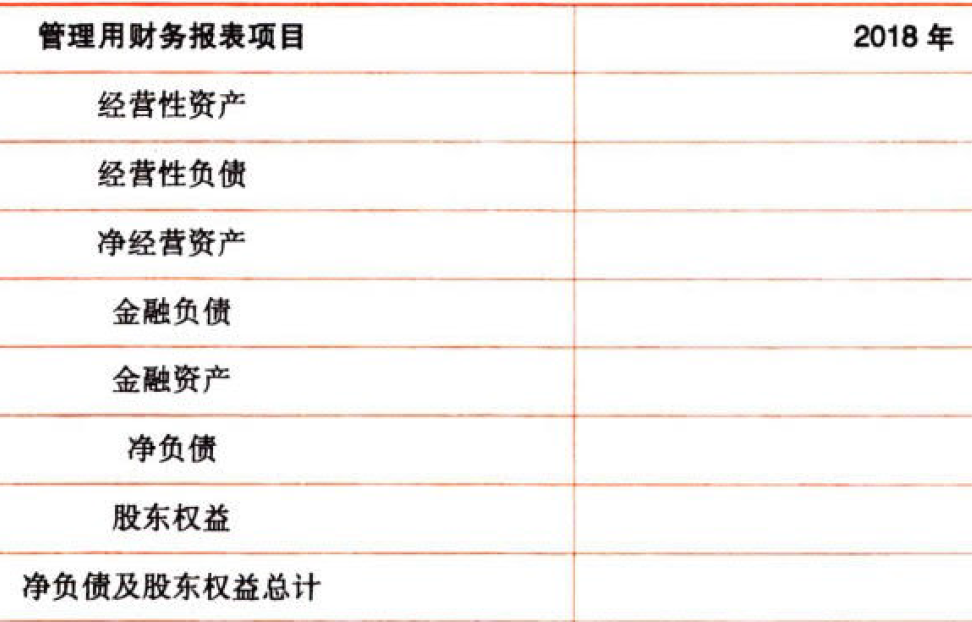 管理用财务报表项目 2018 年
经营性资产
经营性负债
净经营资产
金融负债
金融资产
净负债
股东权益
净负债及股东权益总计